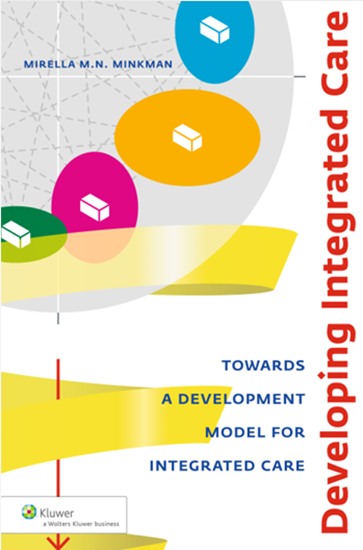 MIRELLA M.N. MINKMAN
Developing Integrated Care
TOWARDS
A DEVELOPMENT
MODEL FOR
INTEGRATED CARE
Kluwer
a Wolters Kluwer business